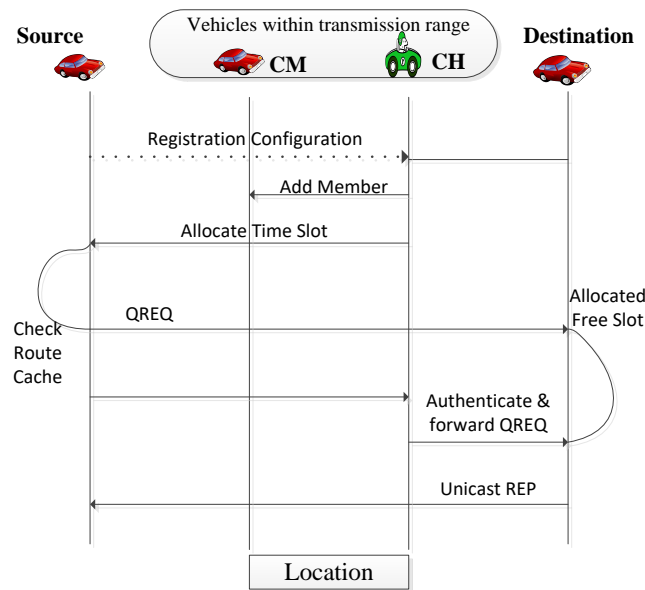 Vehicles within transmission range
Source
CM
CH
Destination
Registration Configuration
Add Member
Allocate Time Slot
QREQ
Allocated
Free Slot
Check
Route
Cache
Authenticate &
forward QREQ
Unicast REP
Location